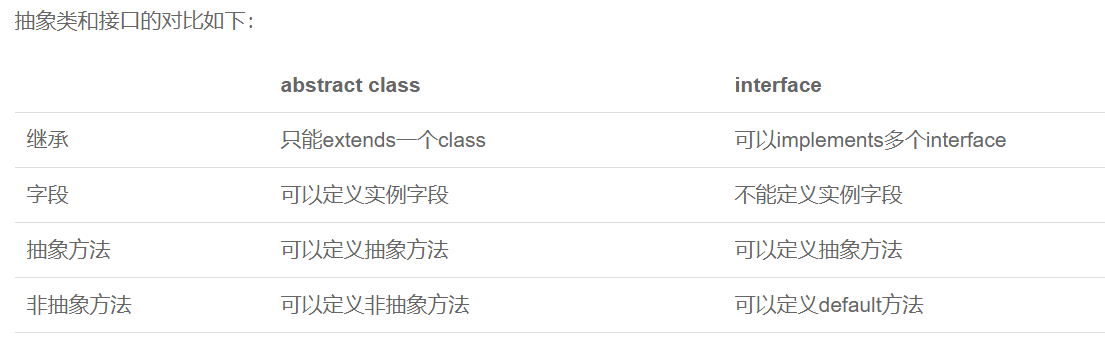 抽象类和接口的对比如下：
abstract class interface
继承 只能extends一个class 可以implements多个interface
字段 可以定义实例字段 不能定义实例字段
抽象方法 可以定义抽象方法 可以定义抽象方法
非抽象方法 可以定义非抽象方法 可以定义default方法